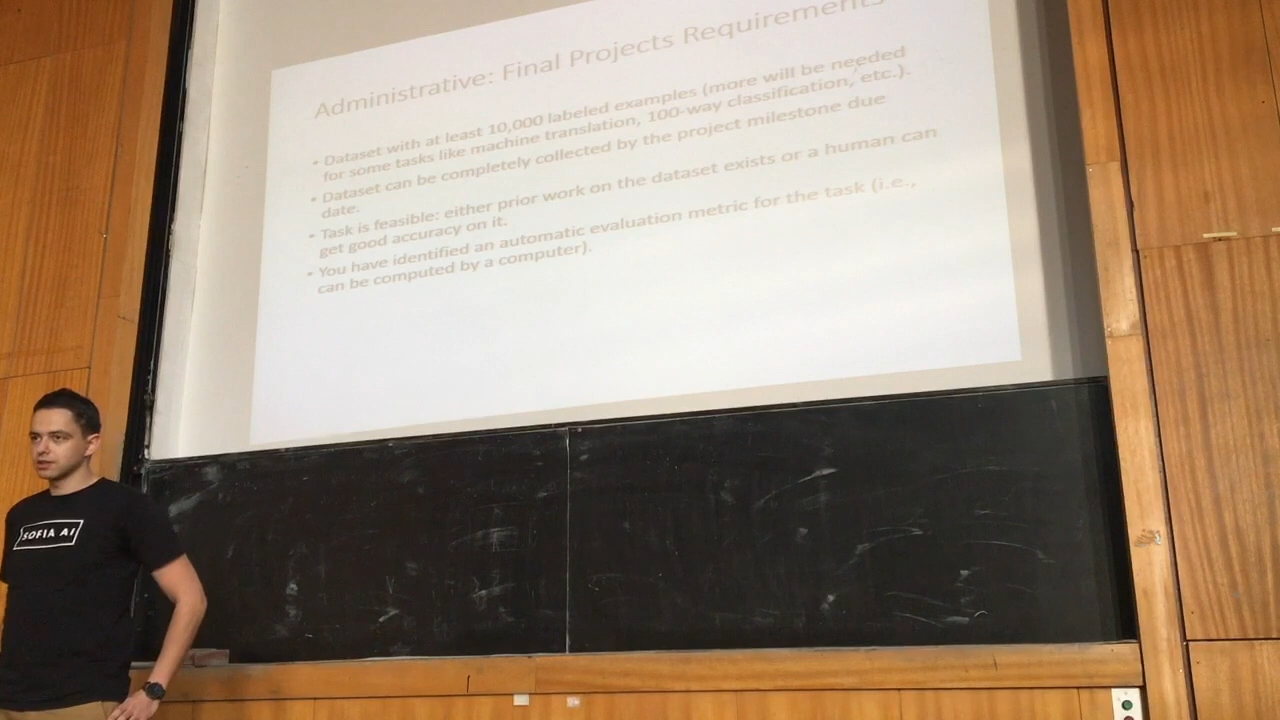 Administrative: Final Projects Requirements
• Dataset with at least 10,000 labeled examples (more will be needed
for some tasks like machine translation, 100-way classification, etc.).
• Dataset can be completely collected by the project milestone due
date.
• Task is feasible: either prior work on the dataset exists or a human can
get good accuracy on it.
• You have identified an automatic evaluation metric for the task (i.e.,
can be computed by a computer).
SOFIA AI